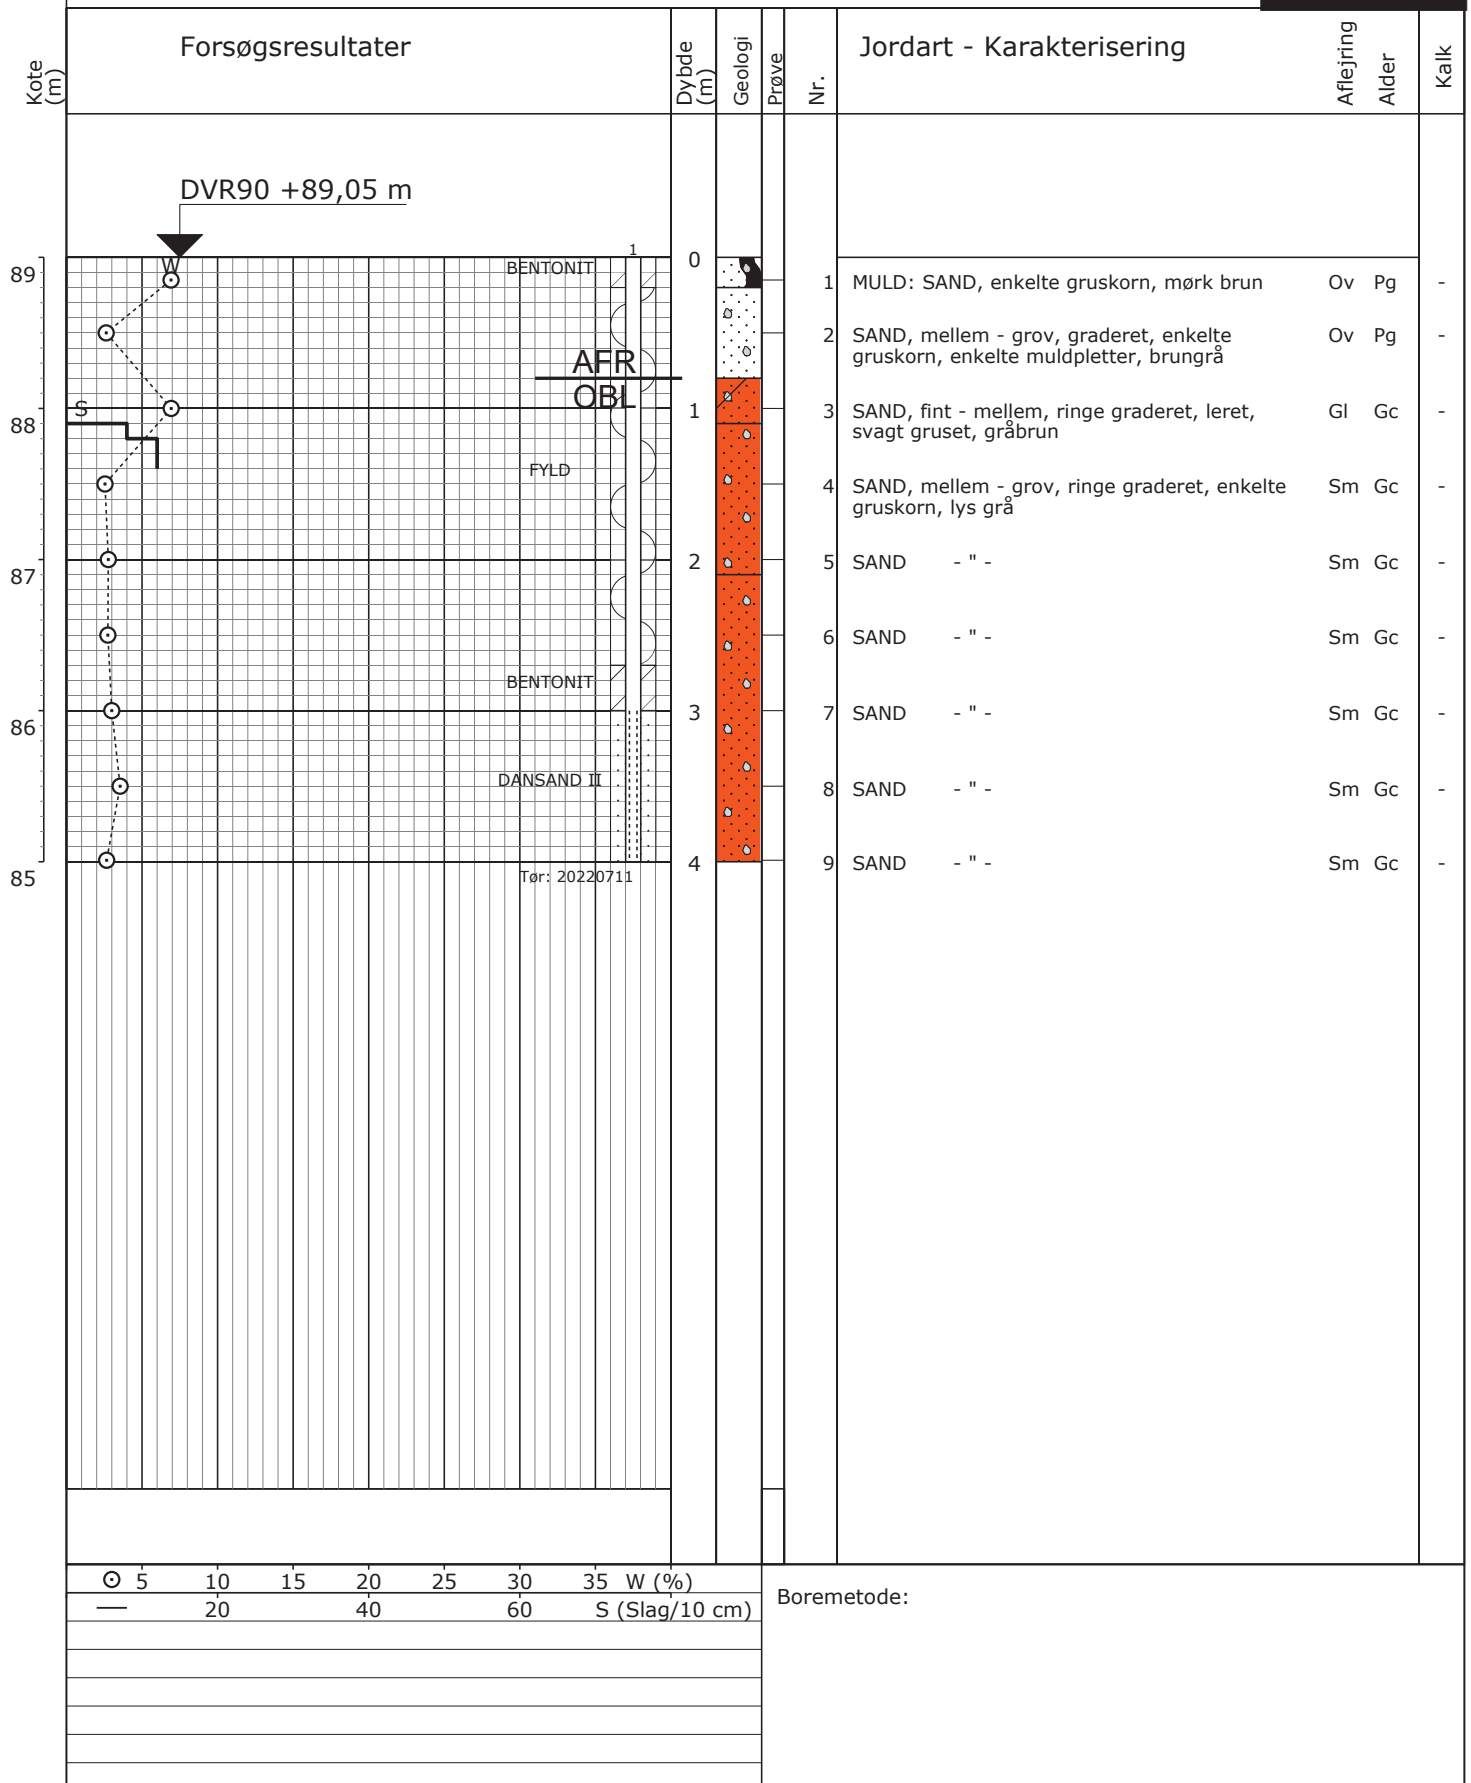 Kote
(m)
Forsøgsresultater
Dybde
(m)
Geologi
Prøve
Nr.
Jordart - Karakterisering
Aflejring
Alder
Kalk
DVR90 +89,05 m
1
W
BENTONIT
0
89
1 MULD: SAND, enkelte gruskorn, mørk brun Ov Pg -
2 SAND, mellem - grov, graderet, enkelte Ov Pg -
gruskorn, enkelte muldpletter, brungrå
AFR
OBL
S
1
88
3 SAND, fint - mellem, ringe graderet, leret, Gl Gc -
svagt gruset, gråbrun
FYLD
4 SAND, mellem - grov, ringe graderet, enkelte Sm Gc -
gruskorn, lys grå
87
2
5 SAND - " - Sm Gc -
6 SAND - " - Sm Gc -
BENTONIT
86
3
7 SAND - " - Sm Gc -
DANSAND II
8 SAND - " - Sm Gc -
85
4
9 SAND - " - Sm Gc -
Tør: 20220711
5 10 15 20 25 30 35 W (%)
20 40 60 S (Slag/10 cm)
Boremetode: